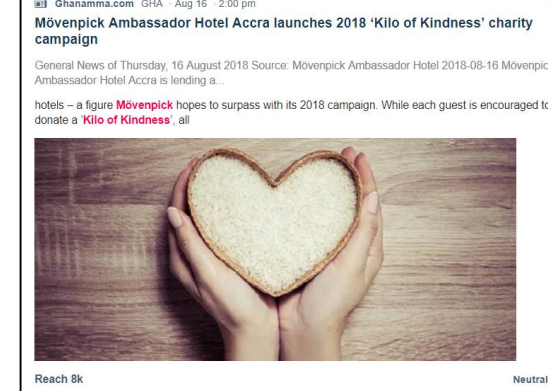 Ghanamma.com GHA · Aug 16 · 2:00 pm
Mövenpick Ambassador Hotel Accra launches 2018 ‘Kilo of Kindness’ charity
campaign
General News of Thursday, 16 August 2018 Source: Mövenpick Ambassador Hotel 2018-08-16
Ambassador Hotel Accra is lending a...
hotels – a figure Mövenpick hopes to surpass with its 2018 campaign. While each guest is encouraged to
donate a ‘Kilo of Kindness’, all
Reach 8k
Neutral